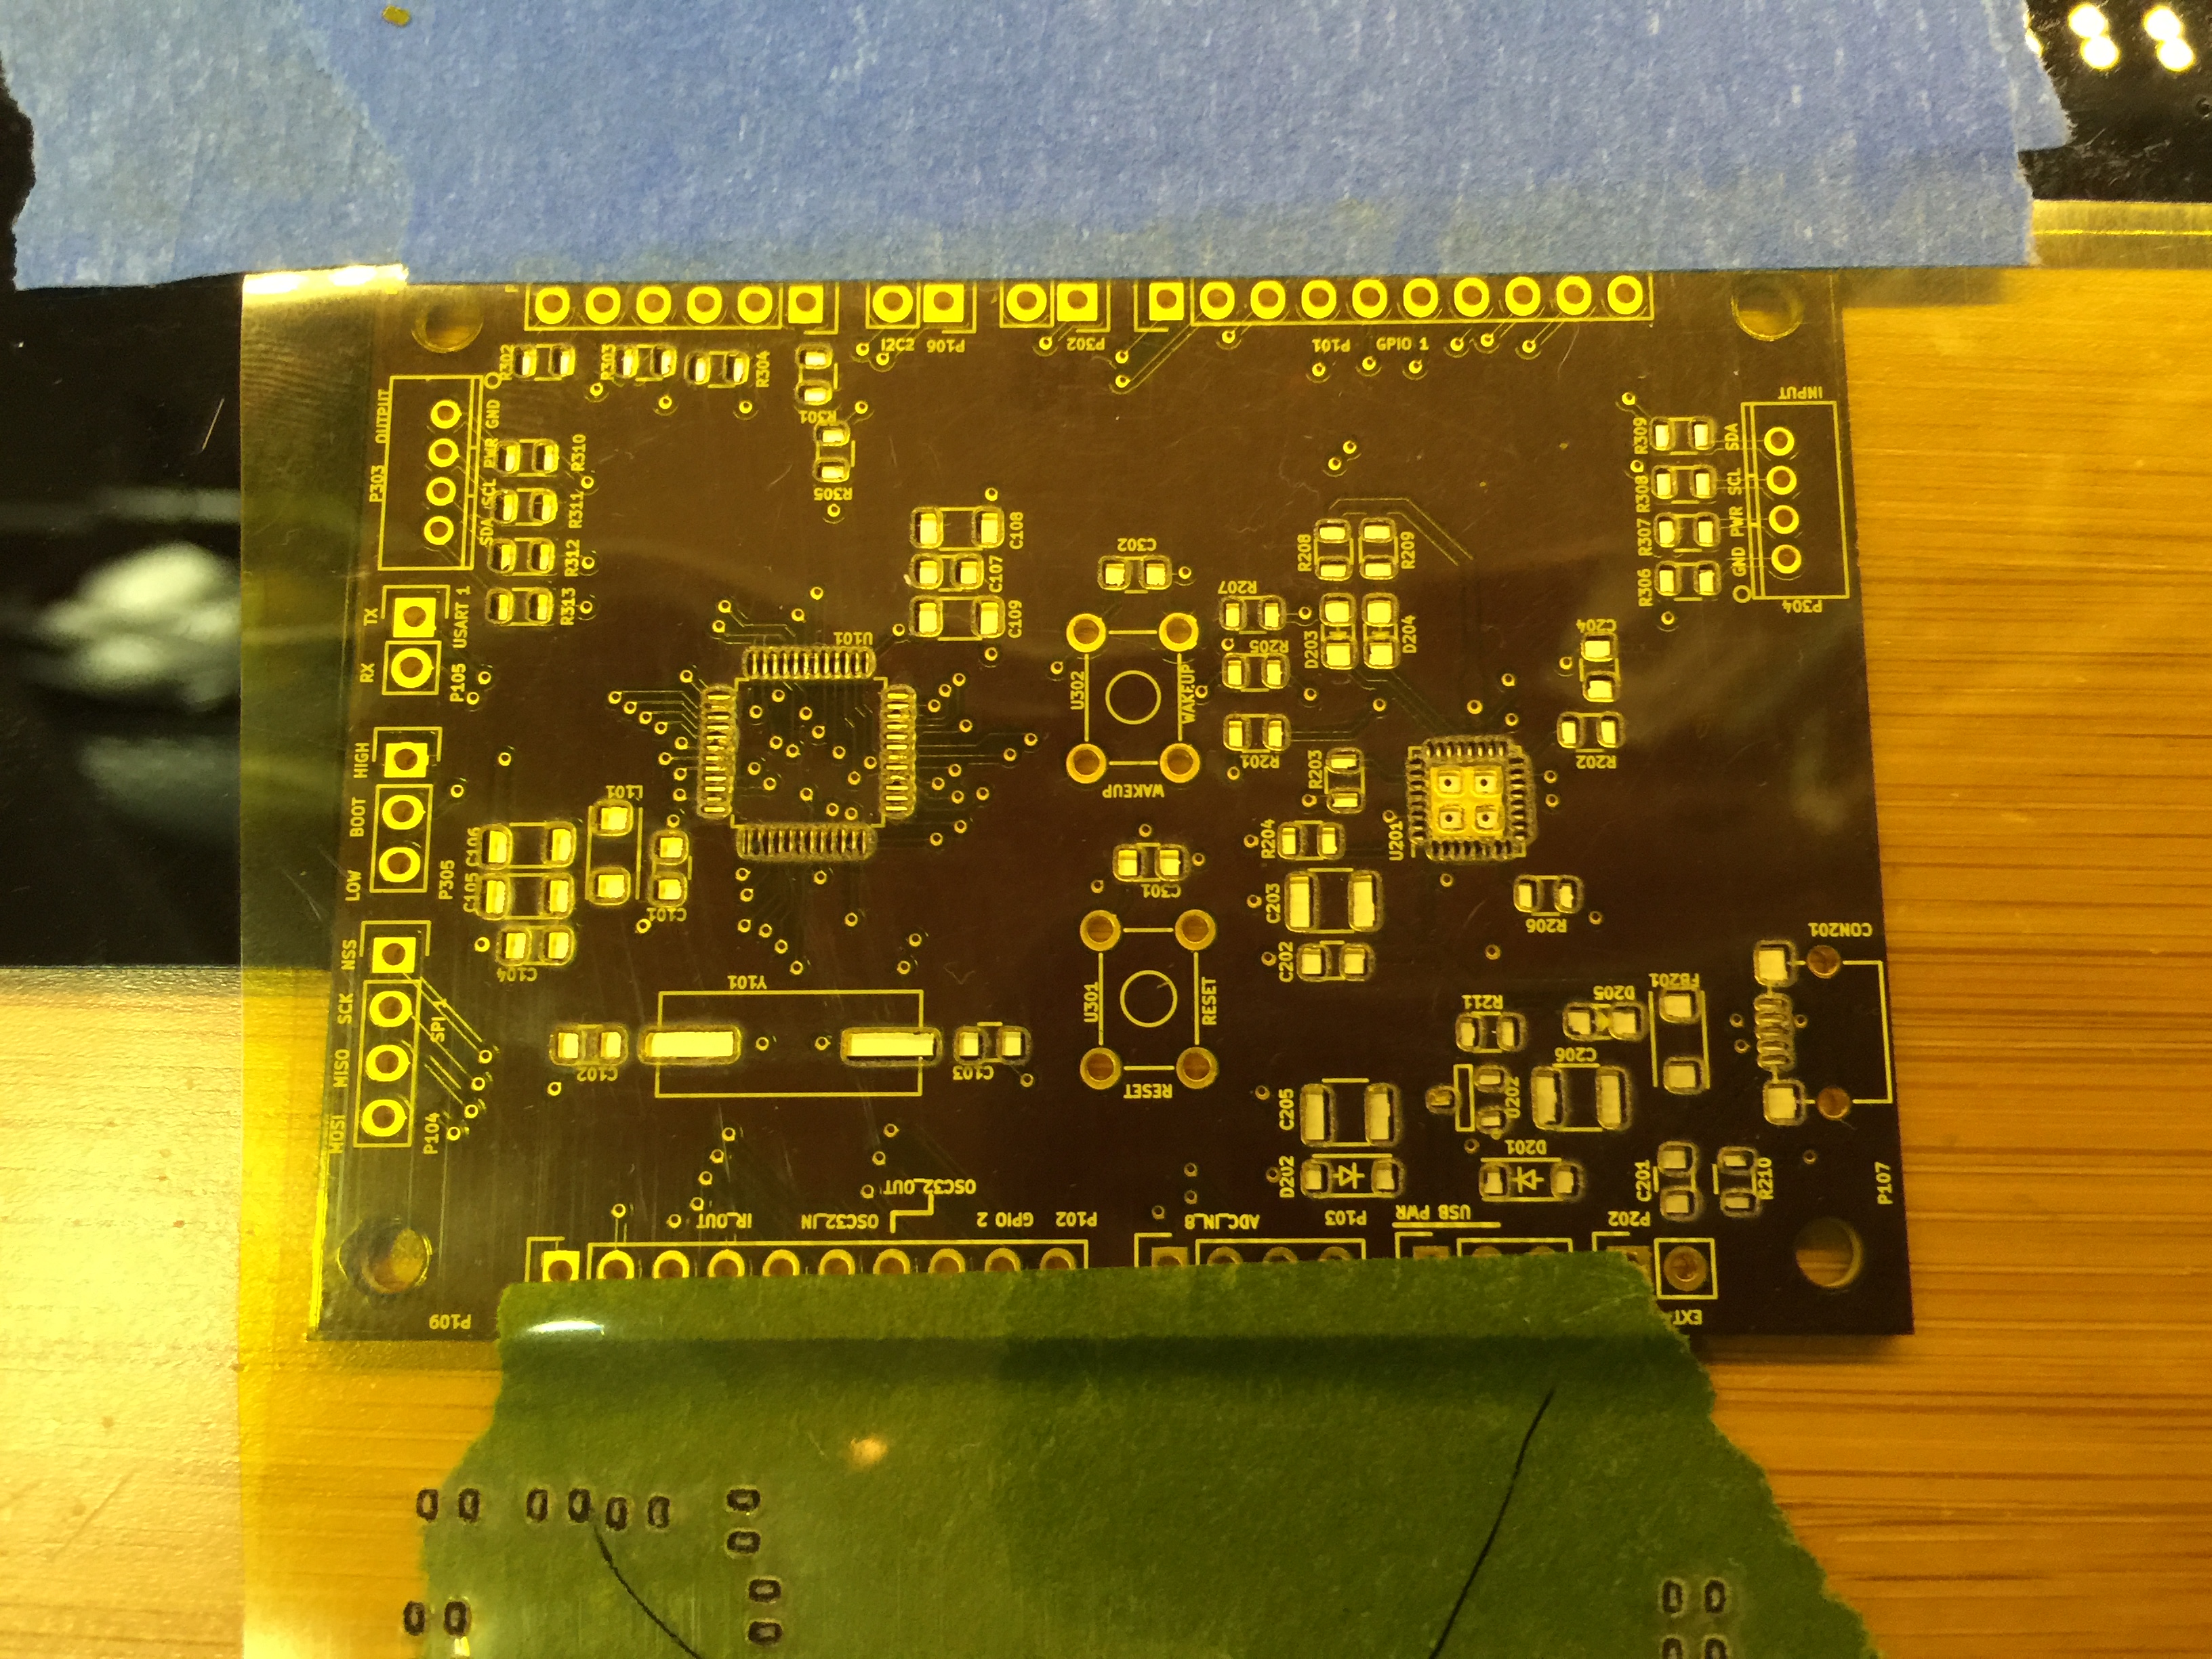 I2C2 P106
P302
P101 GPIO 1
R302
R303
R304
R301
R305
OUTPUT
P303
GND
PWR
SCL
SDA
R310
R311
R312
R313
INPUT
SDA
SCL
PWR
GND
P304
R309
R308
R307
R306
C108
C107
C109
C302
R208
R209
R207
R205
D203
D204
C204
R202
TX
RX
USART 1
P105
U101
U302
WAKEUP
WAKEUP
R201
R203
R204
U201
HIGH
BOOT
LOW
P305
L101
C106
C105
C101
C104
C301
C203
C202
R206
CON201
NSS
SCK
MISO
MOSI
SPI 1
P104
Y101
C102
C103
U301
RESET
RESET
R211
D205
FB201
C206
U202
C205
D202
D201
C201
R210
P107
OSC32_OUT
IR_OUT
OSC32_IN
GPIO 2
P102
ADC_IN_8
P103
USB PWR
P202
P109
EXT